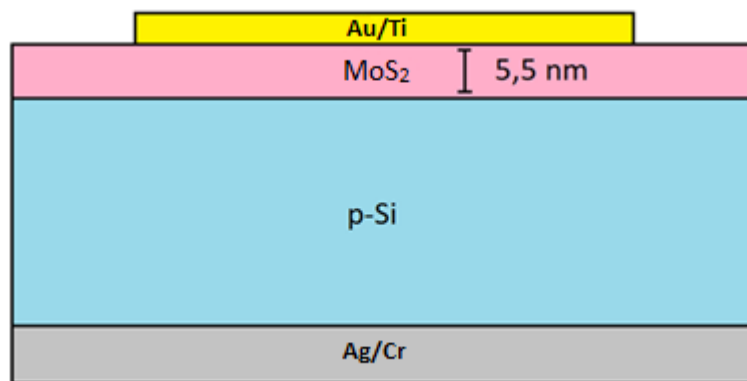 Au/Ti
MoS₂ 5,5 nm
p-Si
Ag/Cr